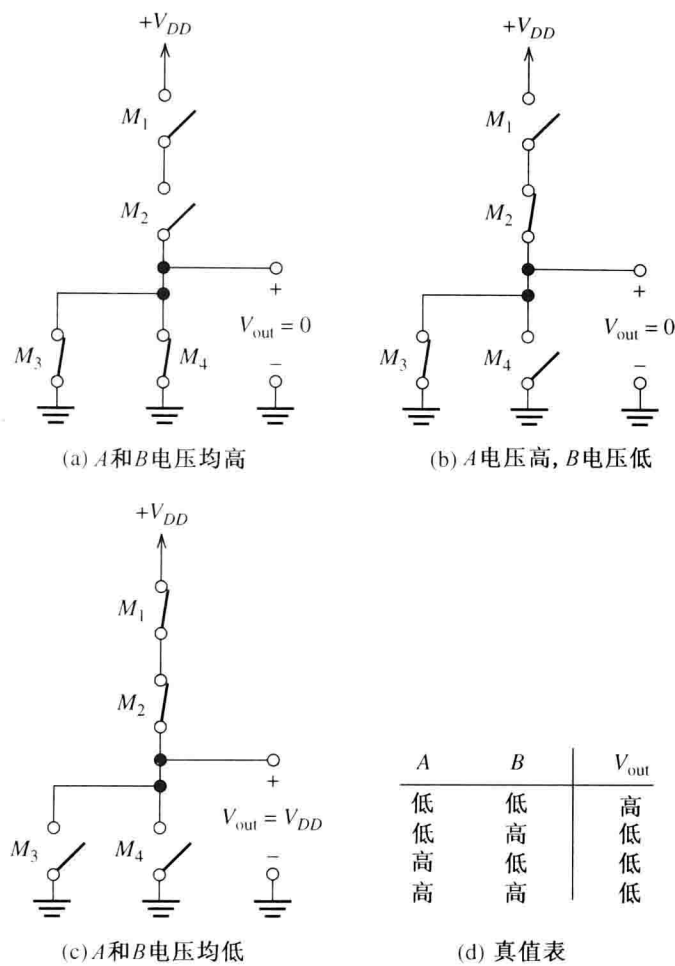 +V_DD
M_1
M_2
M_3
M_4
+
V_out = 0
−
(a) A和B电压均高
+V_DD
M_1
M_2
M_3
M_4
+
V_out = 0
−
(b) A电压高, B电压低
+V_DD
M_1
M_2
M_3
M_4
+
V_out = V_DD
−
(c) A和B电压均低
A B V_out
低 低 高
低 高 低
高 低 低
高 高 低
(d) 真值表